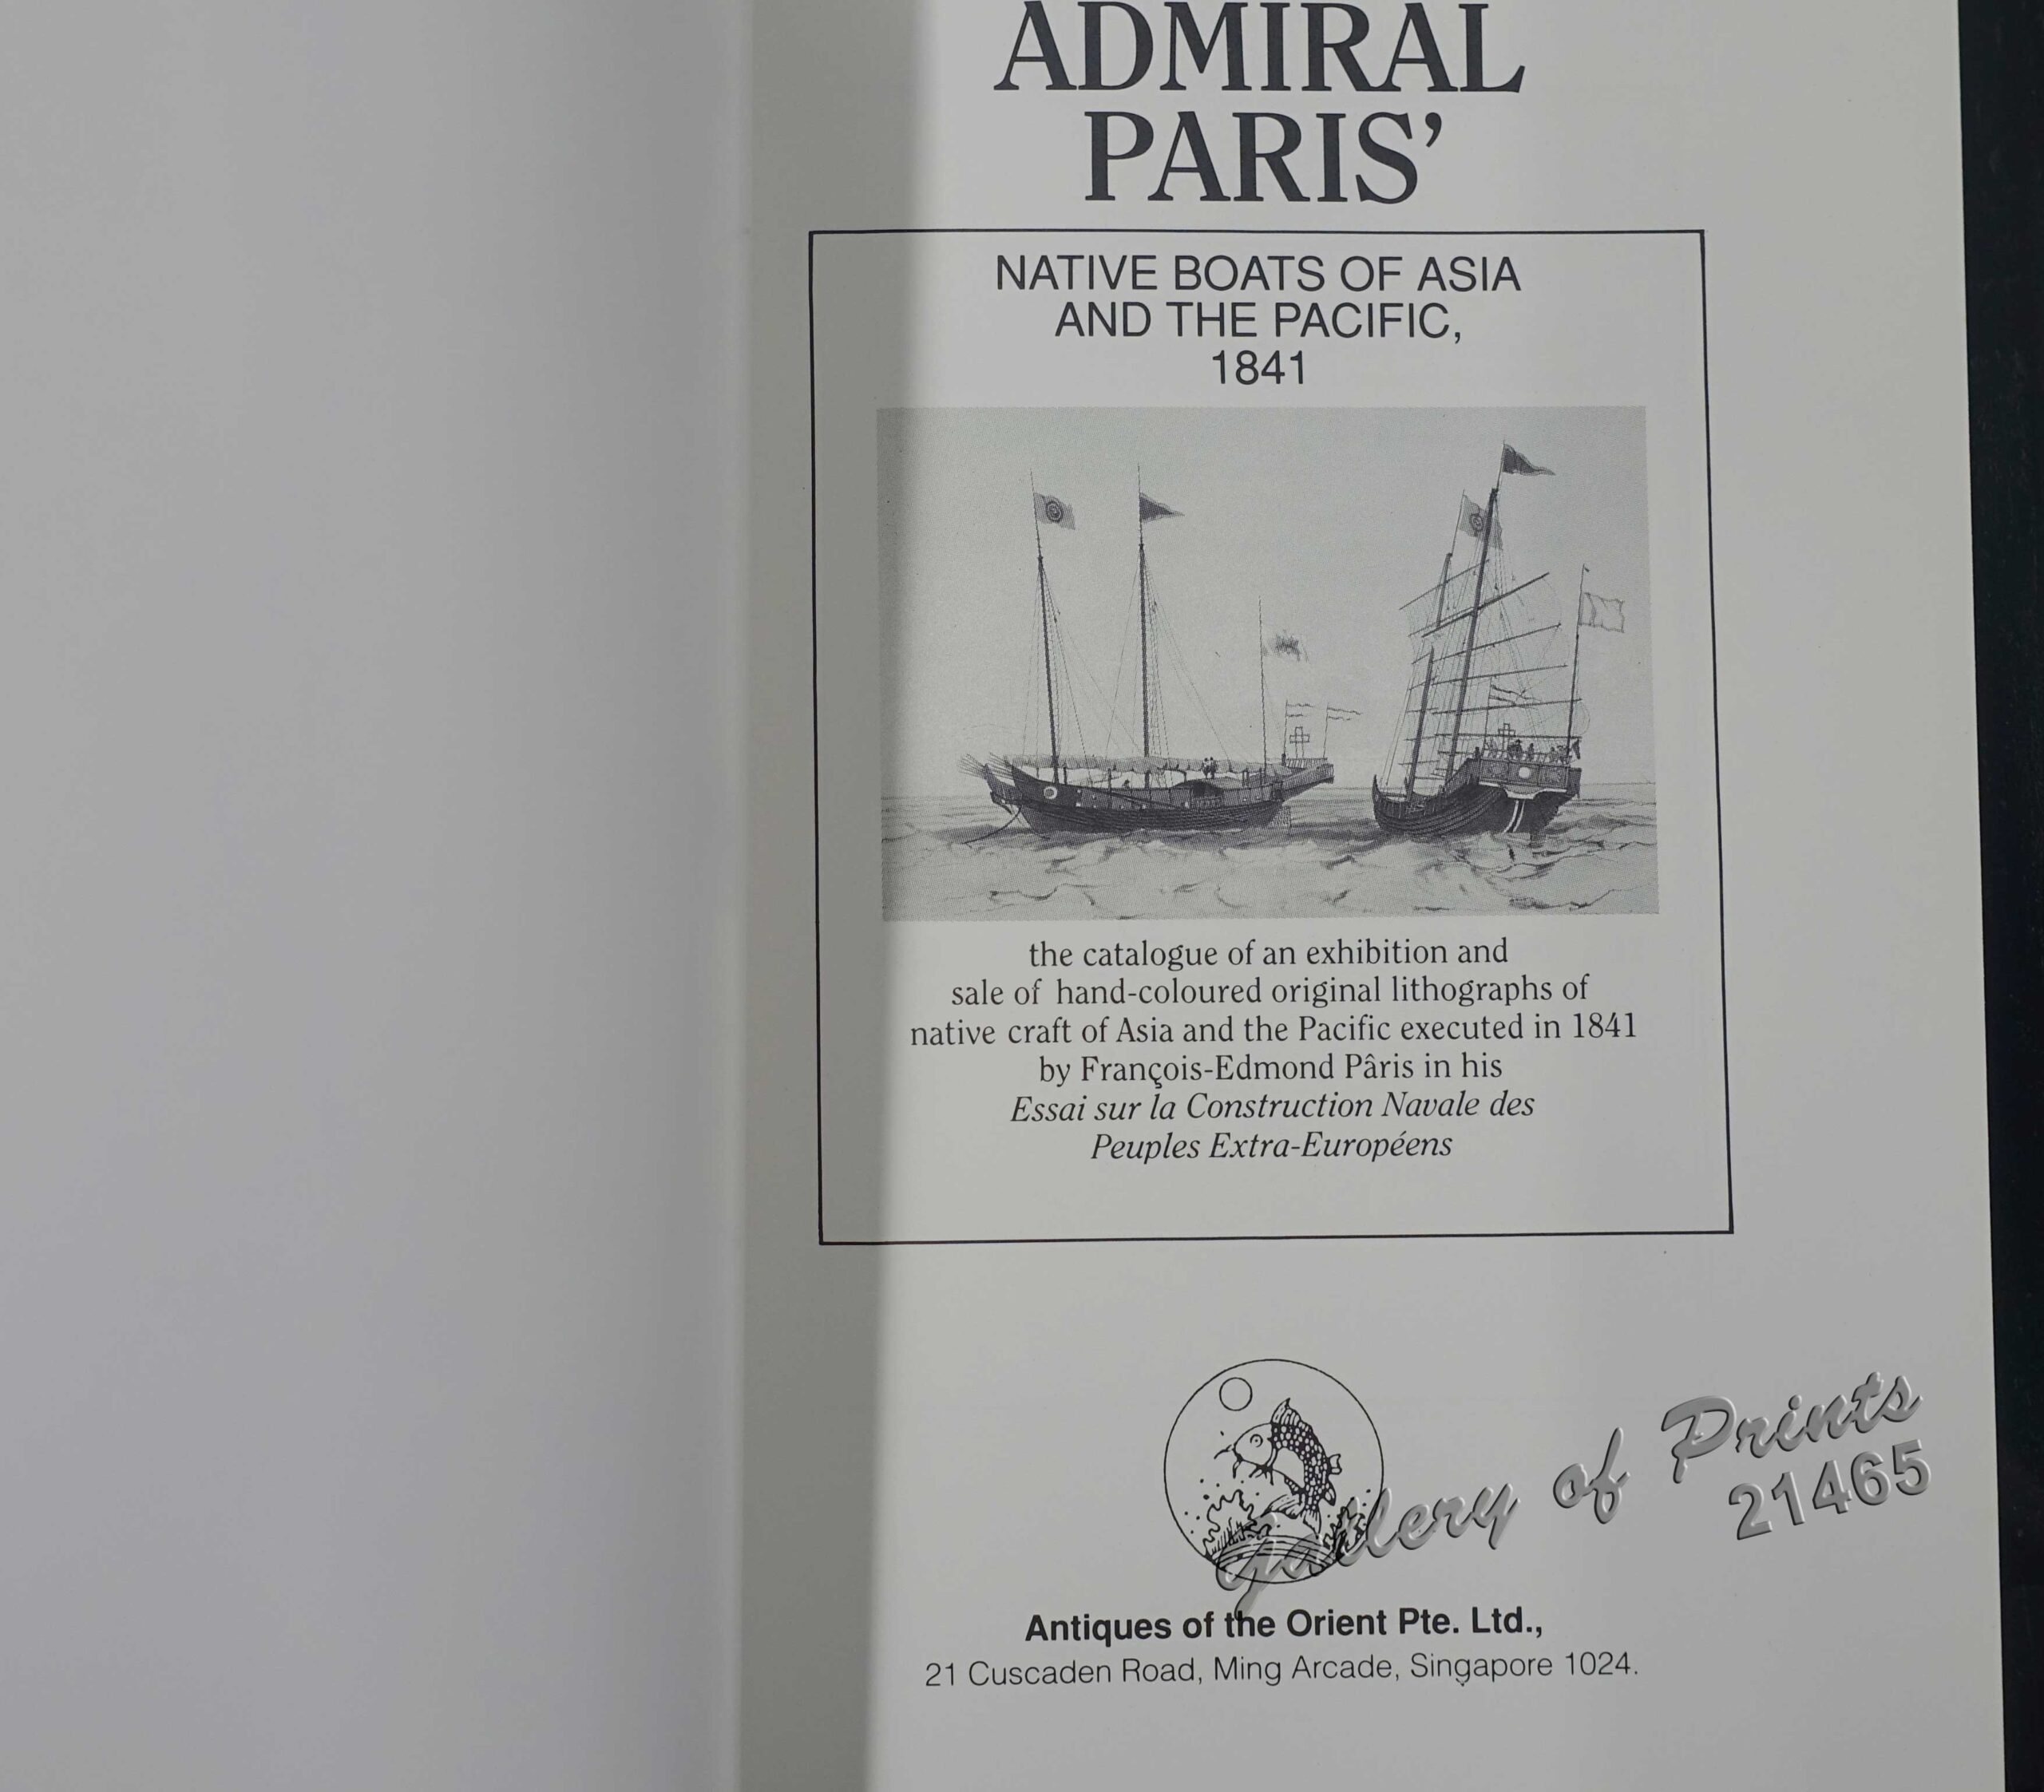 ADMIRAL
PARIS’
NATIVE BOATS OF ASIA
AND THE PACIFIC,
1841
the catalogue of an exhibition and
sale of hand-coloured original lithographs of
native craft of Asia and the Pacific executed in 1841
by François-Edmond Pâris in his
Essai sur la Construction Navale des
Peuples Extra-Européens
Gallery of Prints
21465
Antiques of the Orient Pte. Ltd.,
21 Cuscaden Road, Ming Arcade, Singapore 1024.